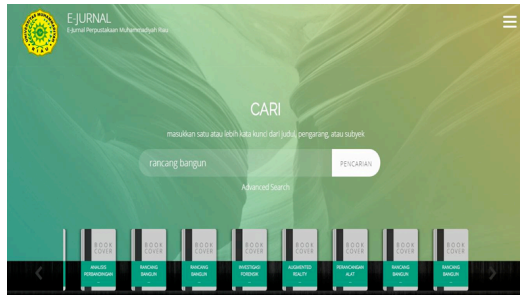 E-JURNAL
E-Jurnal Perpustakaan Muhammadiyah Riau
CARI
masukkan satu atau lebih kata kunci dari judul, pengarang, atau subyek
rancang bangun
PENCARIAN
Advanced Search
BOOK COVER
ANALISIS PERBANDINGAN
BOOK COVER
RANCANG BANGUN
BOOK COVER
RANCANG BANGUN
BOOK COVER
INVESTIGASI FORENSIK
BOOK COVER
AUGMENTED REALITY
BOOK COVER
PERANCANGAN ALAT
BOOK COVER
RANCANG BANGUN
BOOK COVER
RANCANG BANGUN